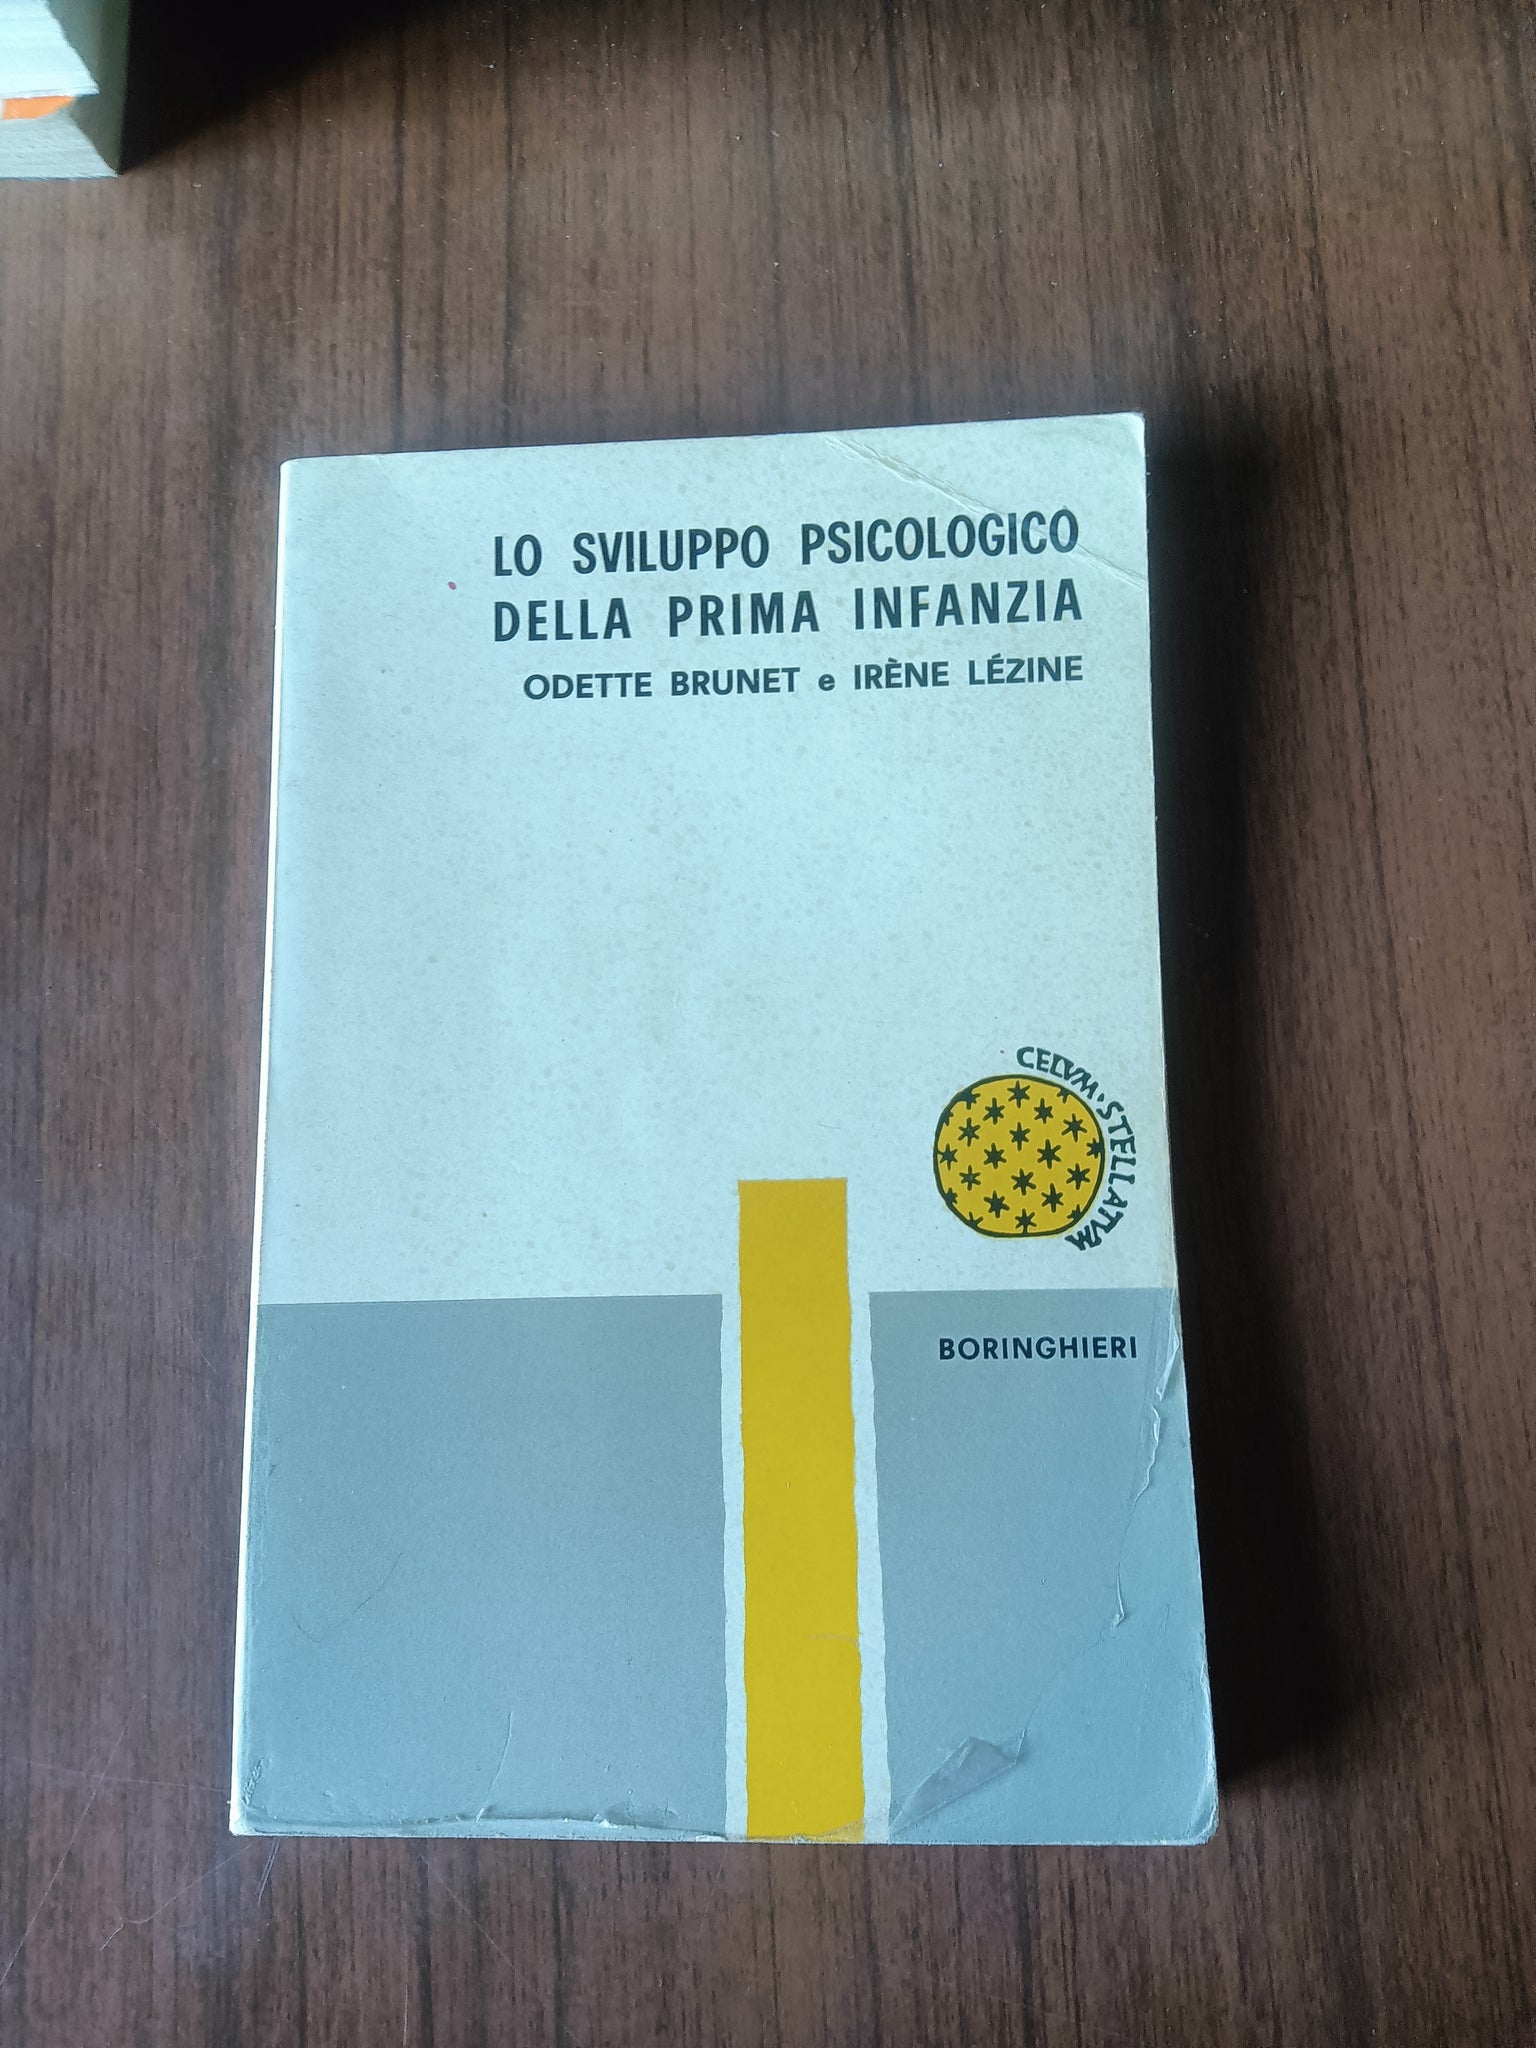 LO SVILUPPO PSICOLOGICO
DELLA PRIMA INFANZIA
ODETTE BRUNET e IRÈNE LÉZINE
CELVM · STELLATVM
BORINGHIERI